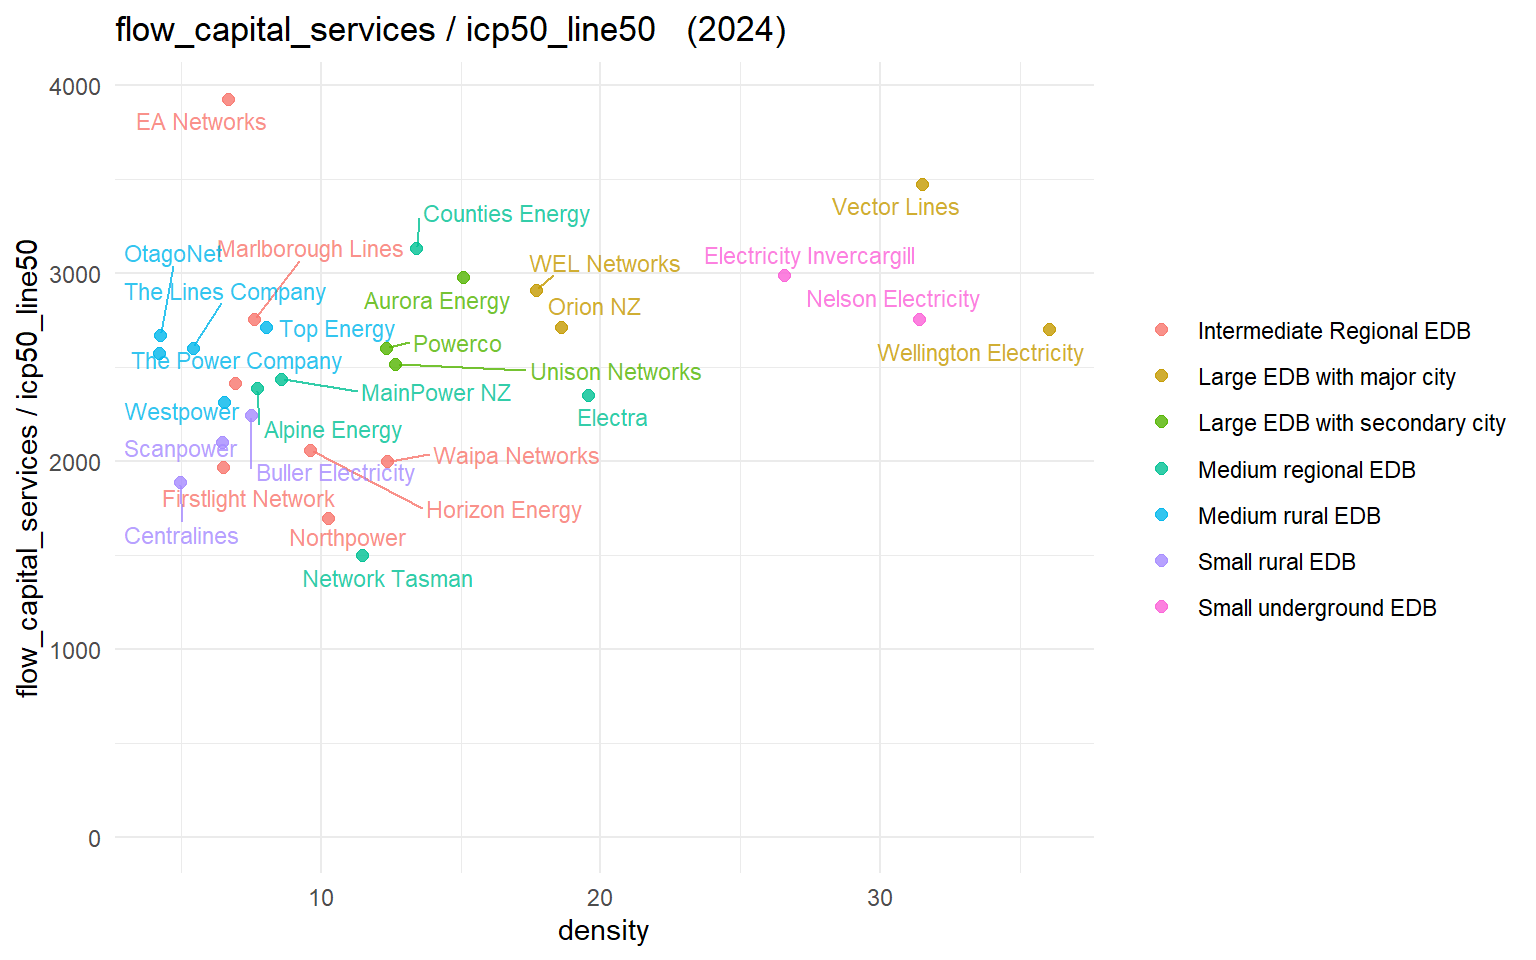 flow_capital_services / icp50_line50 (2024)
4000
EA Networks
Vector Lines
Counties Energy
Marlborough Lines
OtagoNet
Electricity Invercargill
WEL Networks
3000
The Lines Company
Aurora Energy
Orion NZ
Nelson Electricity
Top Energy
Powerco
Wellington Electricity
The Power Company
Unison Networks
MainPower NZ
Westpower
Electra
Alpine Energy
Scanpower
Waipa Networks
2000
Buller Electricity
Firstlight Network
Horizon Energy
Centralines
Northpower
Network Tasman
1000
0
10
20
30
density
flow_capital_services / icp50_line50
Intermediate Regional EDB
Large EDB with major city
Large EDB with secondary city
Medium regional EDB
Medium rural EDB
Small rural EDB
Small underground EDB